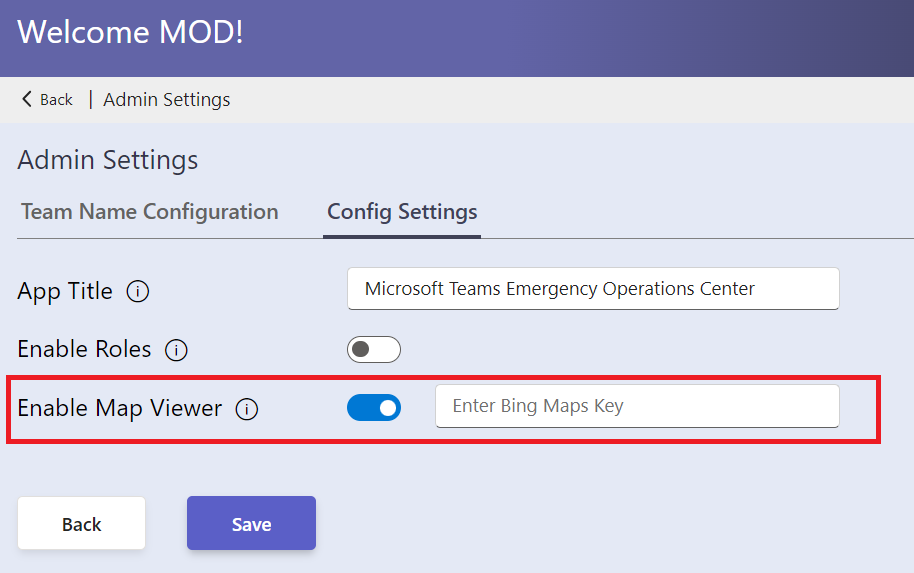 Welcome MOD!
Back | Admin Settings
Admin Settings
Team Name Configuration Config Settings
App Title Microsoft Teams Emergency Operations Center
Enable Roles
Enable Map Viewer Enter Bing Maps Key
Back Save